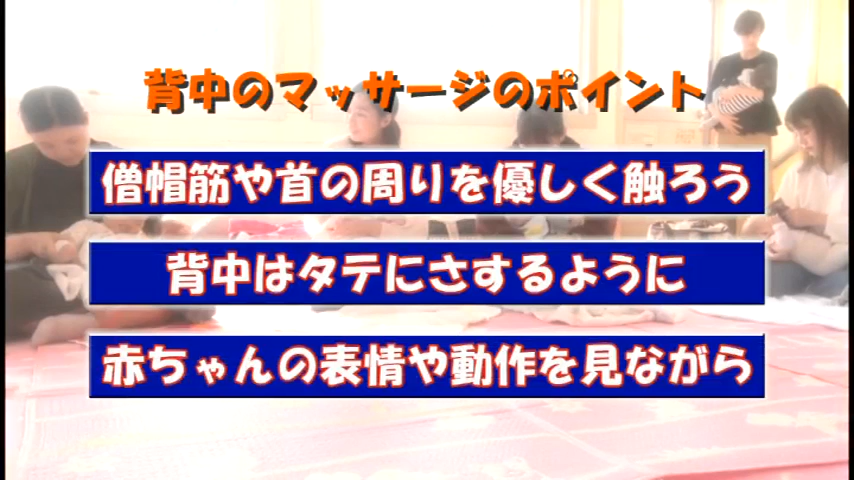 背中のマッサージのポイント
僧帽筋や首の周りを優しく触ろう
背中はタテにさするように
赤ちゃんの表情や動作を見ながら